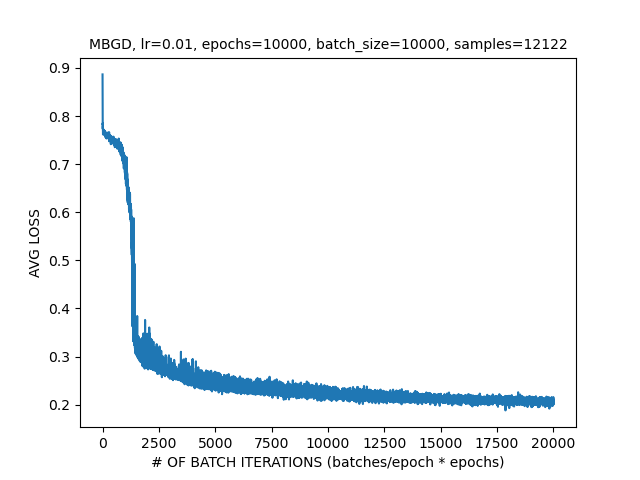 MBGD, lr=0.01, epochs=10000, batch_size=10000, samples=12122
0.9
0.8
0.7
0.6
0.5
0.4
0.3
0.2
AVG LOSS
0 2500 5000 7500 10000 12500 15000 17500 20000
# OF BATCH ITERATIONS (batches/epoch * epochs)